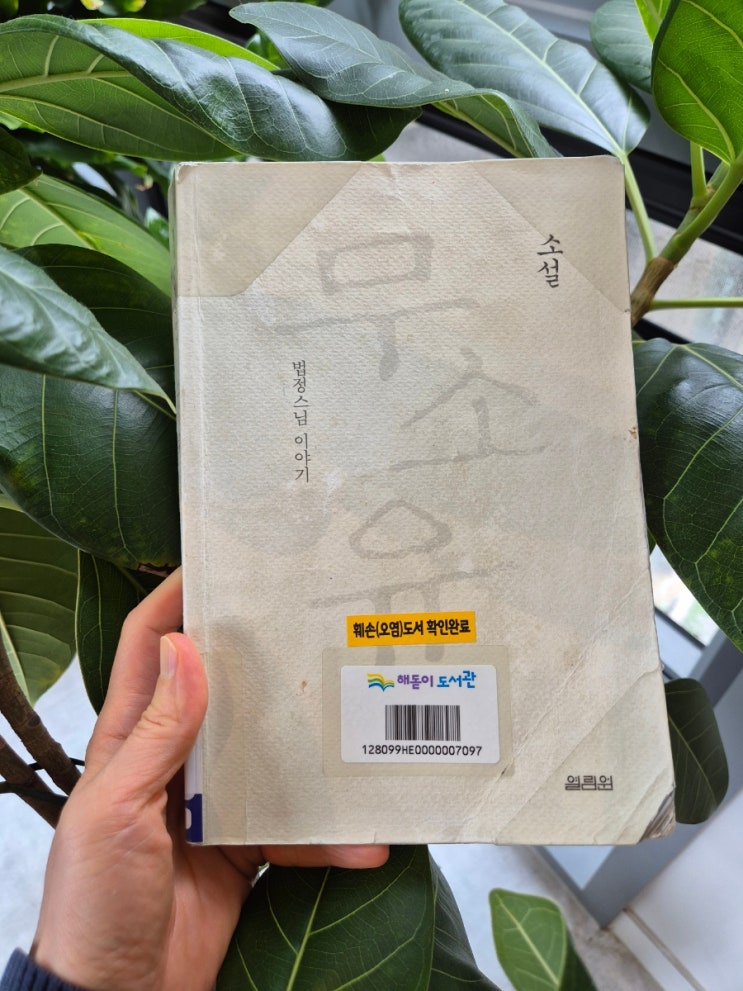 소설
무소유
법정스님 이야기
훼손(오염)도서 확인완료
해돋이 도서관
128099HE0000007097
열림원